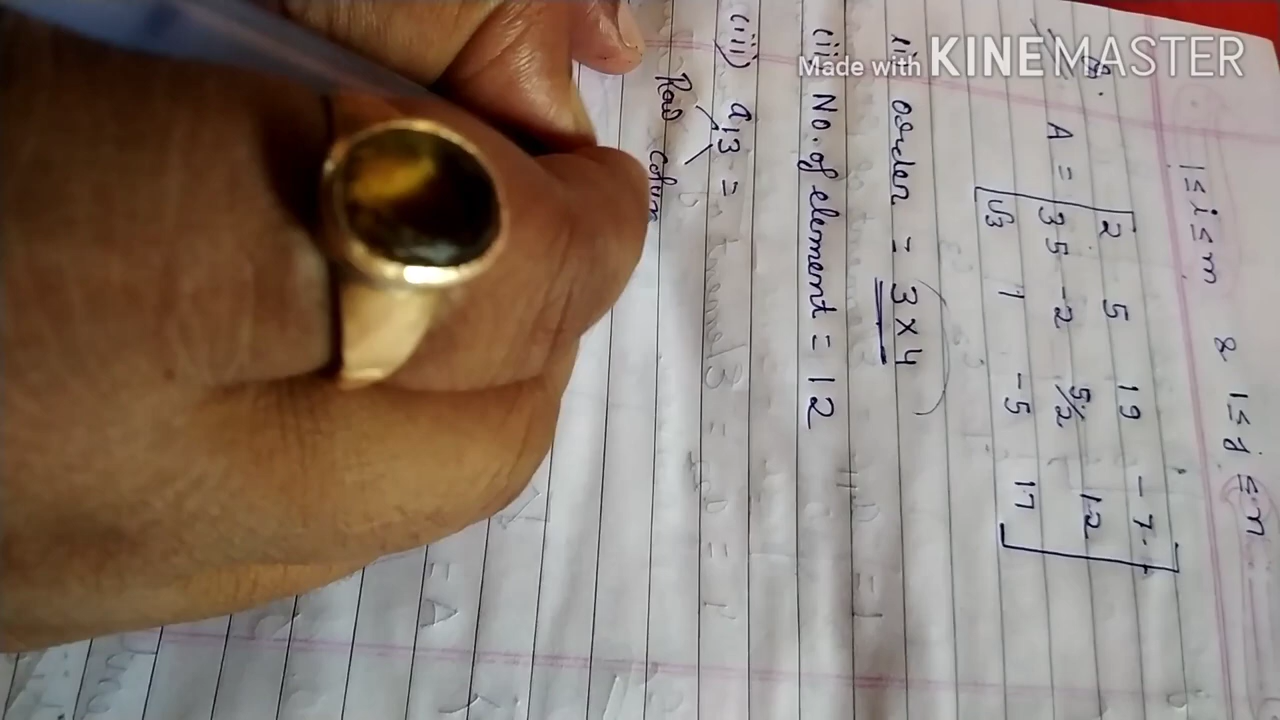 Made with KINEMASTER
1 ≤ i ≤ m & 1 ≤ j ≤ n
A = [ 2 5 19 -7
35 -2 5/2 12
√3 1 -5 17 ]
order = 3 × 4
(ii) No. of element = 12
(iii) a13 =
Row Colum